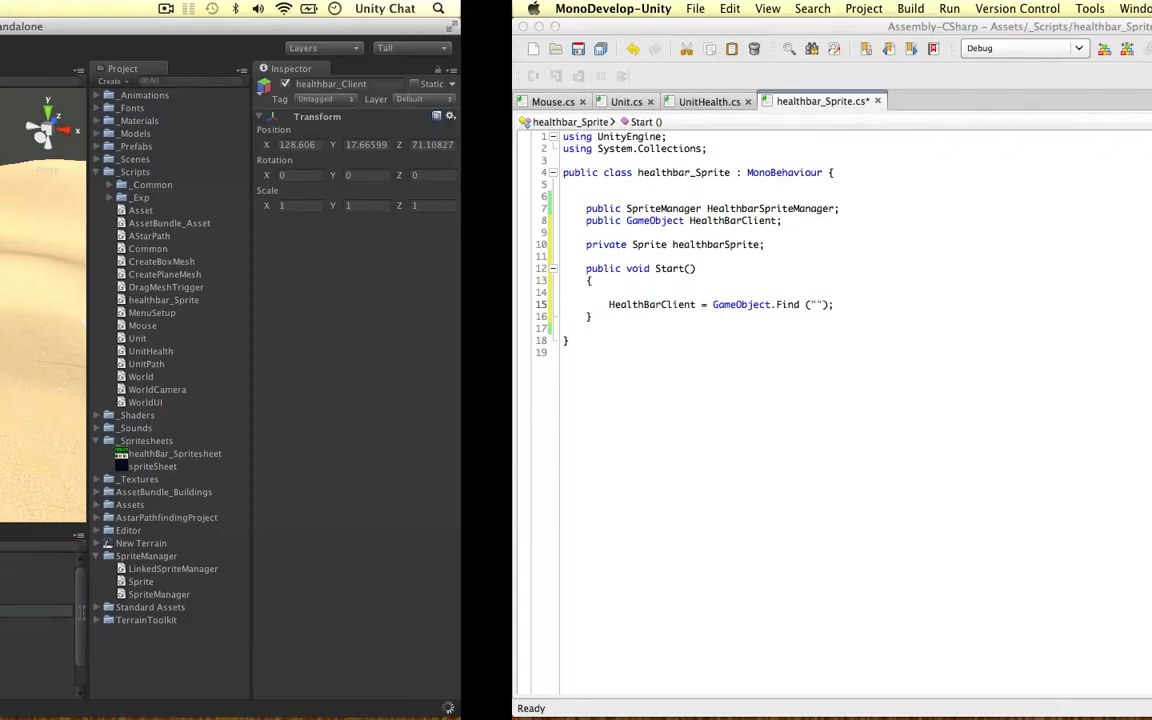 Unity Chat
MonoDevelop-Unity File Edit View Search Project Build Run Version Control Tools Windo
andalone
Assembly-CSharp - Assets/_Scripts/healthbar_Sprite
Layers Tall
Debug
Project
Inspector
Create All
healthbar_Client Static
Tag Untagged Layer Default
Transform
Position
X 128.606 Y 17.66599 Z 71.10827
Rotation
X 0 Y 0 Z 0
Scale
X 1 Y 1 Z 1
y
x
Persp
_Animations
_Fonts
_Materials
_Models
_Prefabs
_Scenes
_Scripts
_Common
_Exp
Asset
AssetBundle_Asset
AStarPath
Common
CreateBoxMesh
CreatePlaneMesh
DragMeshTrigger
healthbar_Sprite
MenuSetup
Mouse
Unit
UnitHealth
UnitPath
World
WorldCamera
WorldUI
_Shaders
_Sounds
_Spritesheets
healthBar_Spritesheet
spriteSheet
_Textures
AssetBundle_Buildings
Assets
AstarPathfindingProject
Editor
New Terrain
SpriteManager
LinkedSpriteManager
Sprite
SpriteManager
Standard Assets
TerrainToolkit
Mouse.cs × Unit.cs × UnitHealth.cs × healthbar_Sprite.cs* ×
healthbar_Sprite Start ()
1 using UnityEngine;
2 using System.Collections;
3
4 public class healthbar_Sprite : MonoBehaviour {
5
6
7 public SpriteManager HealthbarSpriteManager;
8 public GameObject HealthBarClient;
9
10 private Sprite healthbarSprite;
11
12 public void Start()
13 {
14
15 HealthBarClient = GameObject.Find ("");
16 }
17
18 }
19
Ready